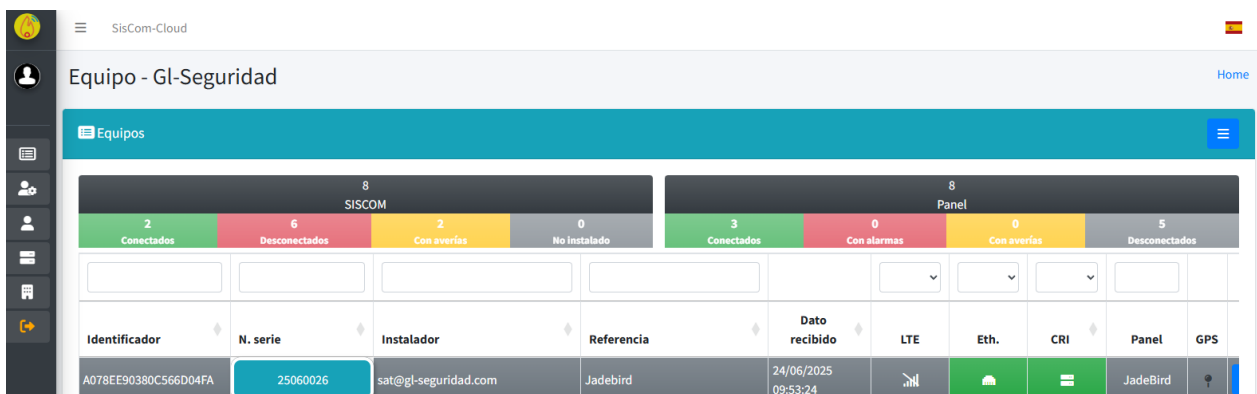 SisCom-Cloud
Equipo - Gl-Seguridad
Home
Equipos
8
SISCOM
2
Conectados
6
Desconectados
2
Con averías
0
No instalado
8
Panel
3
Conectados
0
Con alarmas
0
Con averías
5
Desconectados
Identificador
N. serie
Instalador
Referencia
Dato
recibido
LTE
Eth.
CRI
Panel
GPS
A078EE90380C566D04FA
25060026
sat@gl-seguridad.com
Jadebird
24/06/2025
09:53:24
JadeBird